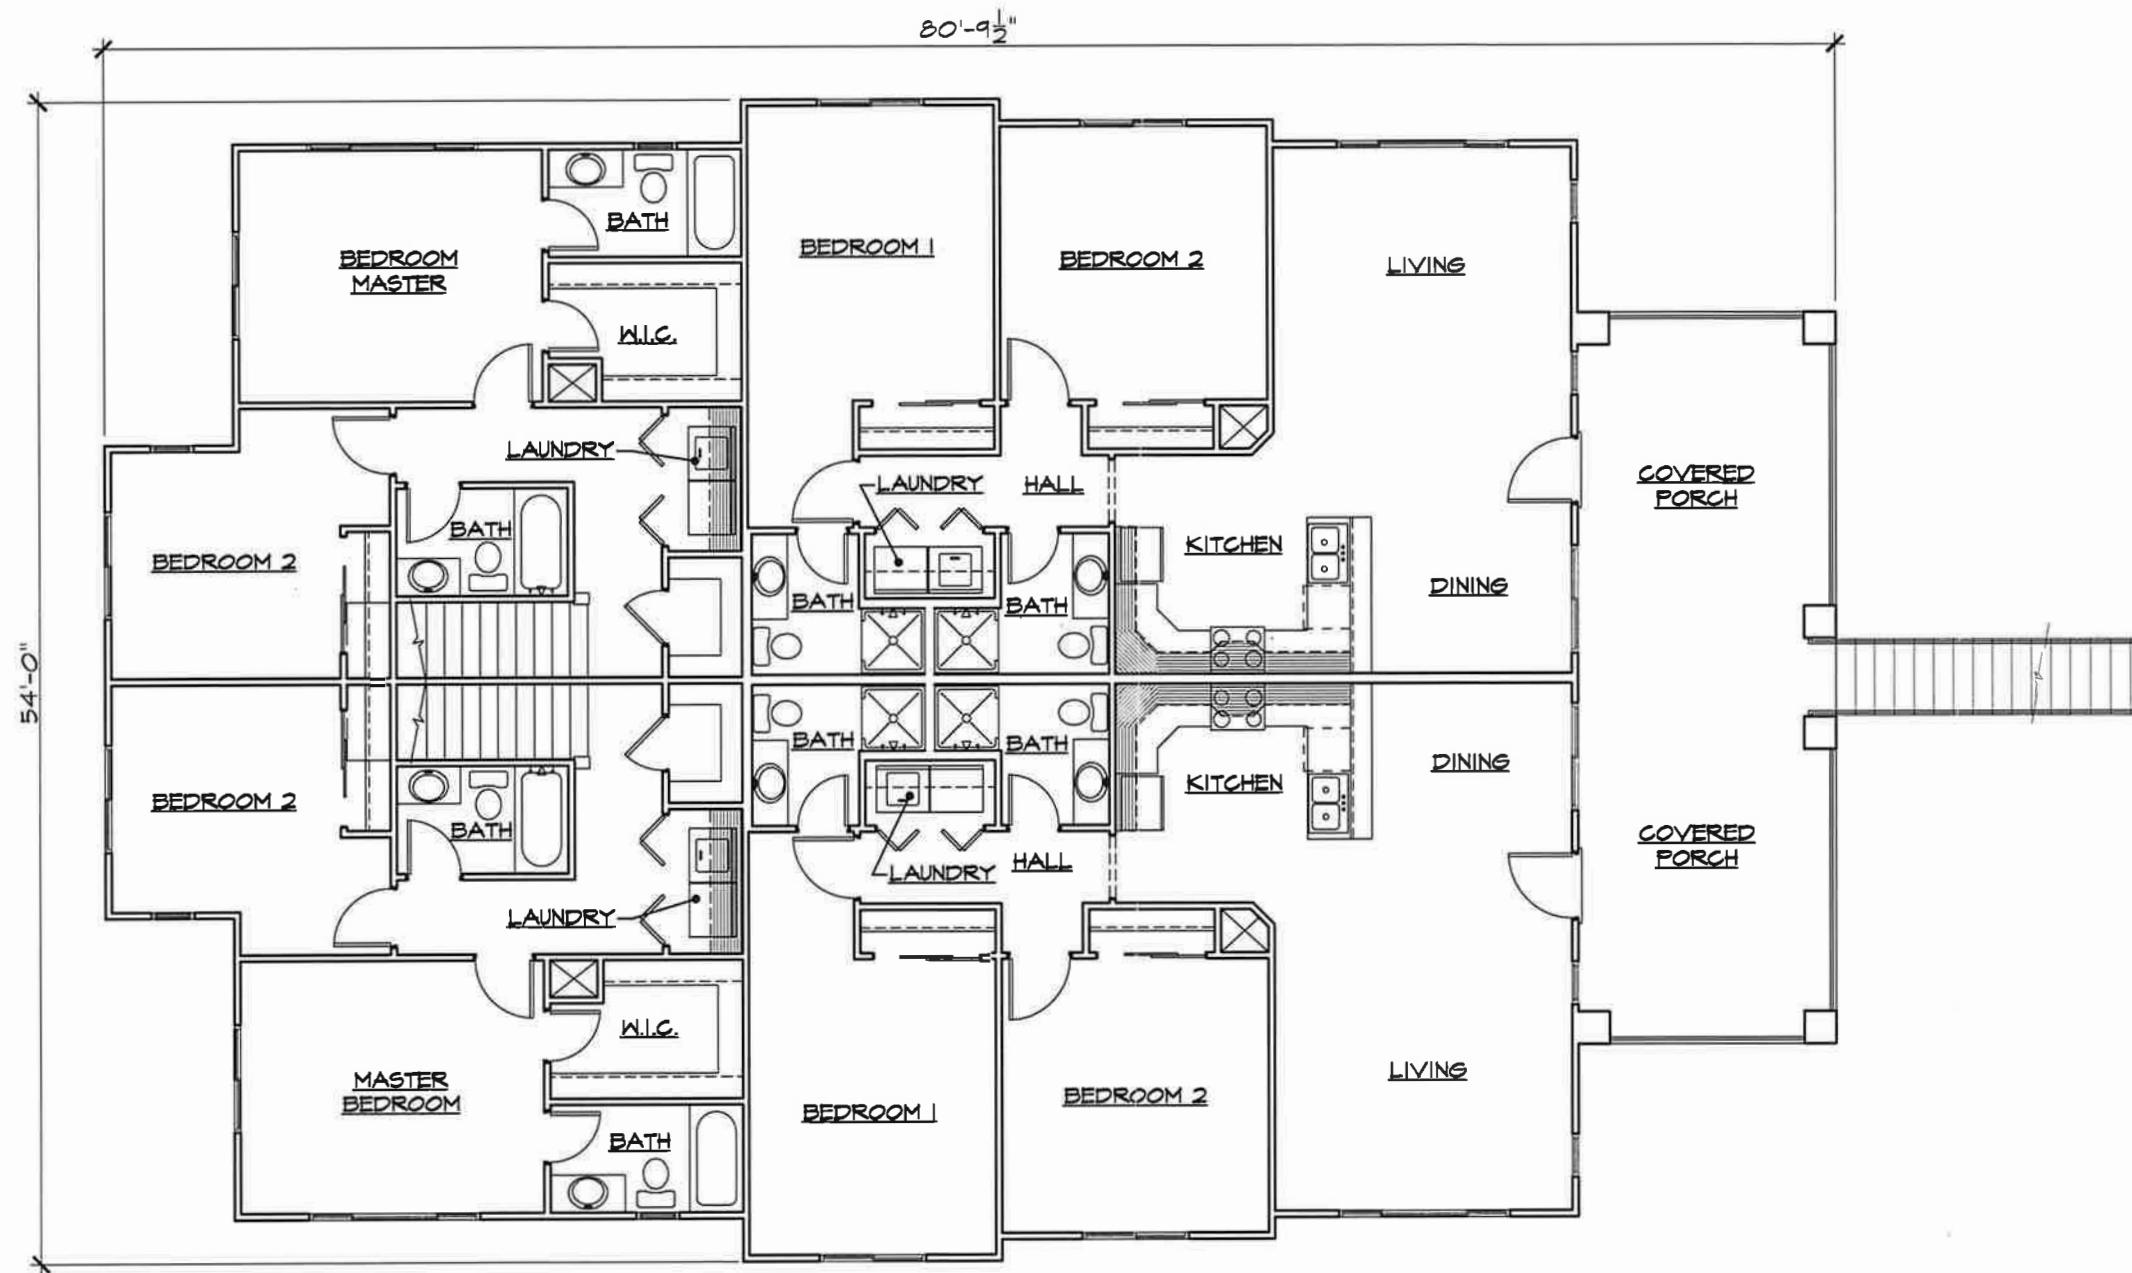 80'-9 1/2"
54'-0"
BEDROOM
MASTER
BATH
W.I.C.
BEDROOM 1
BEDROOM 2
LIVING
LAUNDRY
BATH
BEDROOM 2
LAUNDRY
HALL
BATH
BATH
KITCHEN
DINING
COVERED
PORCH
BEDROOM 2
BATH
LAUNDRY
BATH
BATH
LAUNDRY
HALL
KITCHEN
DINING
COVERED
PORCH
MASTER
BEDROOM
W.I.C.
BATH
BEDROOM 1
BEDROOM 2
LIVING